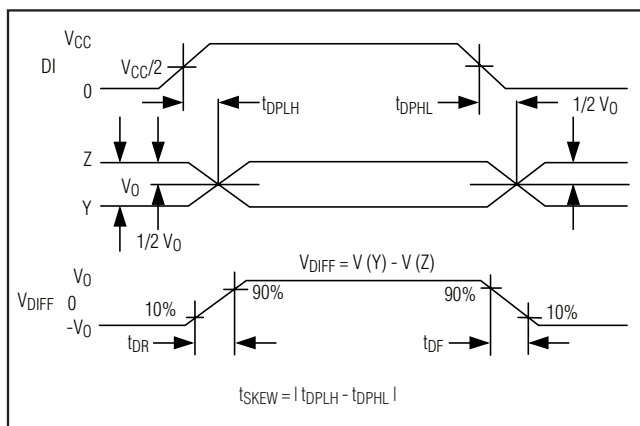 VCC
DI
VCC/2
0
tDPLH
tDPHL
1/2 VO
Z
VO
Y
1/2 VO
VDIFF = V (Y) - V (Z)
VO
VDIFF 0
-VO
10%
90%
90%
10%
tDR
tDF
tSKEW = | tDPLH - tDPHL |